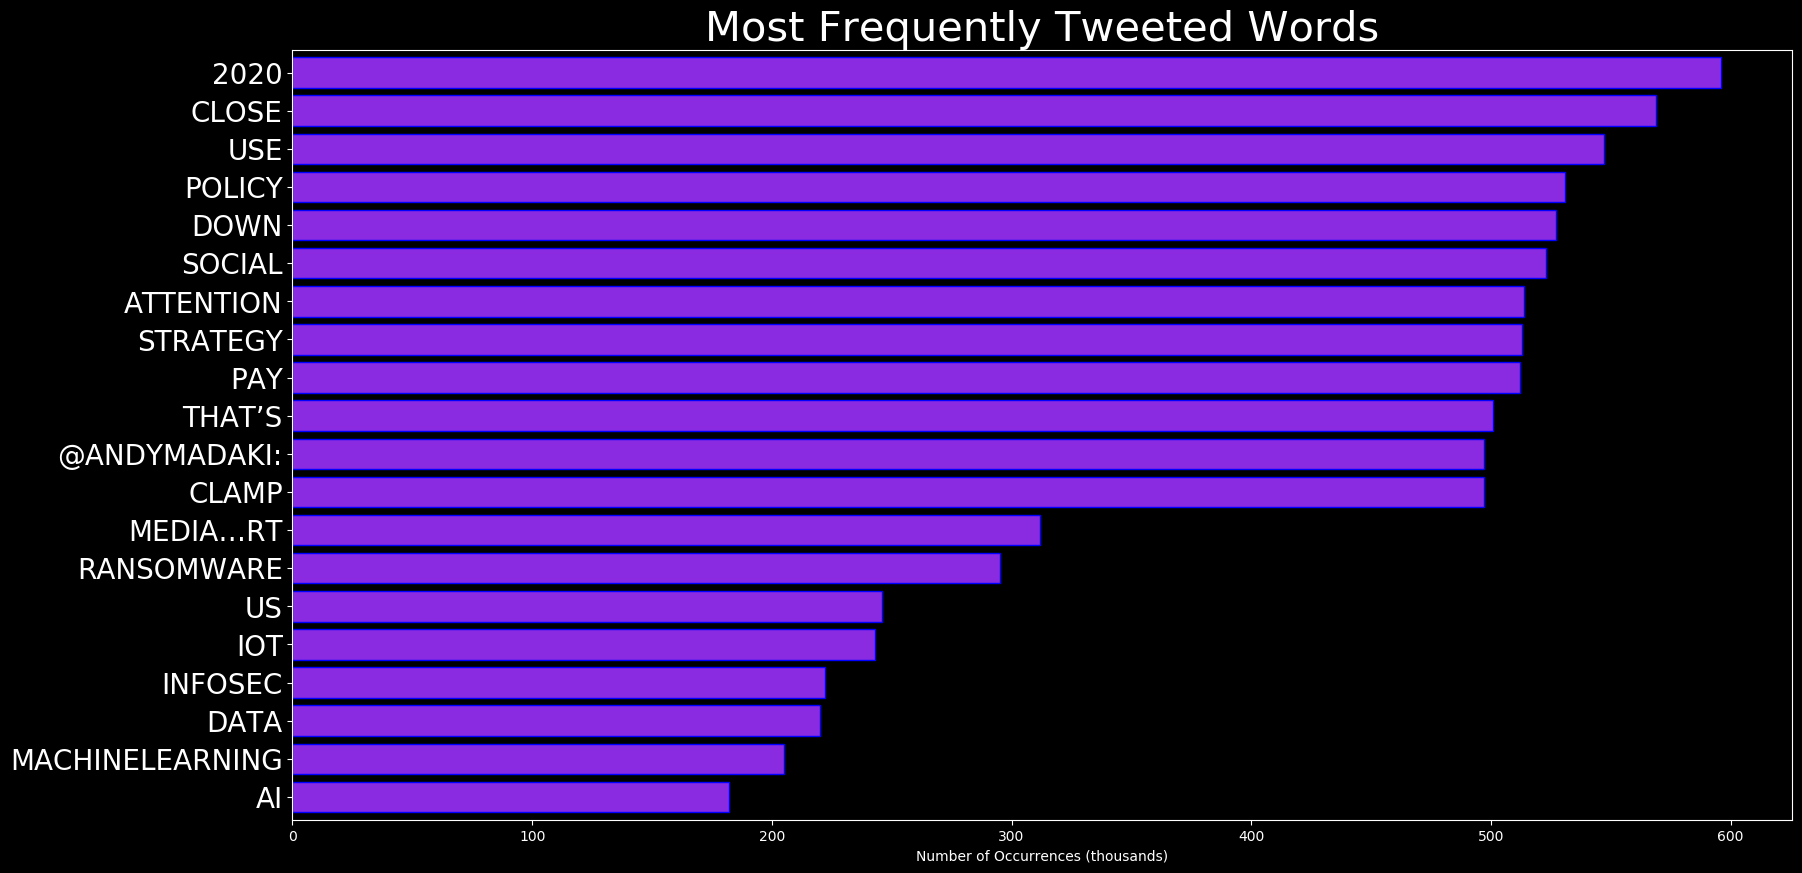 Most Frequently Tweeted Words
2020
CLOSE
USE
POLICY
DOWN
SOCIAL
ATTENTION
STRATEGY
PAY
THAT’S
@ANDYMADAKI:
CLAMP
MEDIA…RT
RANSOMWARE
US
IOT
INFOSEC
DATA
MACHINELEARNING
AI
0 100 200 300 400 500 600
Number of Occurrences (thousands)